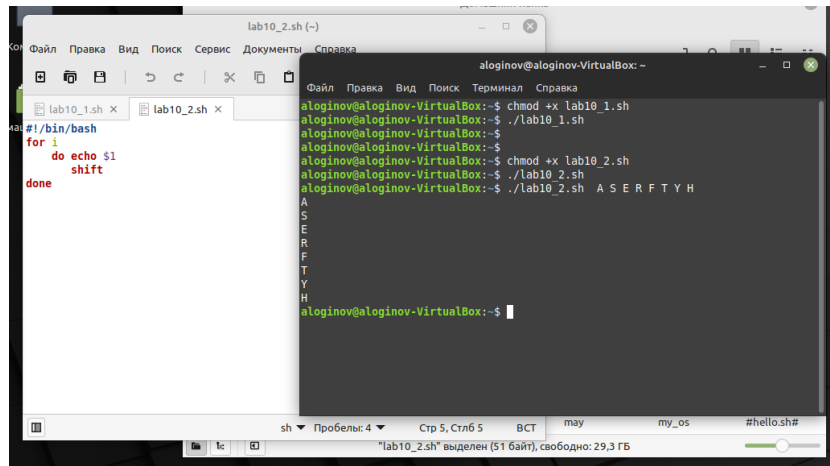 lab10_2.sh (~)
Файл Правка Вид Поиск Сервис Документы Справка
lab10_1.sh × lab10_2.sh ×
#!/bin/bash
for i
    do echo $1
       shift
done
sh Пробелы: 4 Стр 5, Стлб 5 ВСТ
aloginov@aloginov-VirtualBox: ~
Файл Правка Вид Поиск Терминал Справка
aloginov@aloginov-VirtualBox:~$ chmod +x lab10_1.sh
aloginov@aloginov-VirtualBox:~$ ./lab10_1.sh
aloginov@aloginov-VirtualBox:~$
aloginov@aloginov-VirtualBox:~$
aloginov@aloginov-VirtualBox:~$ chmod +x lab10_2.sh
aloginov@aloginov-VirtualBox:~$ ./lab10_2.sh
aloginov@aloginov-VirtualBox:~$ ./lab10_2.sh  A S E R F T Y H
A
S
E
R
F
T
Y
H
aloginov@aloginov-VirtualBox:~$
may my_os #hello.sh#
"lab10_2.sh" выделен (51 байт), свободно: 29,3 ГБ